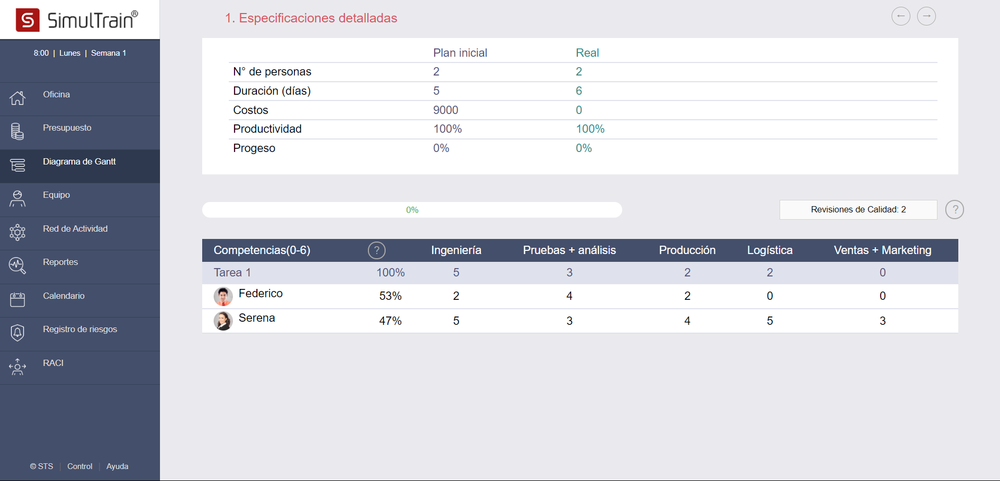 SimulTrain®
8:00 | Lunes | Semana 1
Oficina
Presupuesto
Diagrama de Gantt
Equipo
Red de Actividad
Reportes
Calendario
Registro de riesgos
RACI
© STS | Control | Ayuda
1. Especificaciones detalladas
← →
Plan inicial Real
N° de personas 2 2
Duración (días) 5 6
Costos 9000 0
Productividad 100% 100%
Progeso 0% 0%
0%
Revisiones de Calidad: 2 ?
Competencias(0-6) ? Ingeniería Pruebas + análisis Producción Logística Ventas + Marketing
Tarea 1 100% 5 3 2 2 0
Federico 53% 2 4 2 0 0
Serena 47% 5 3 4 5 3